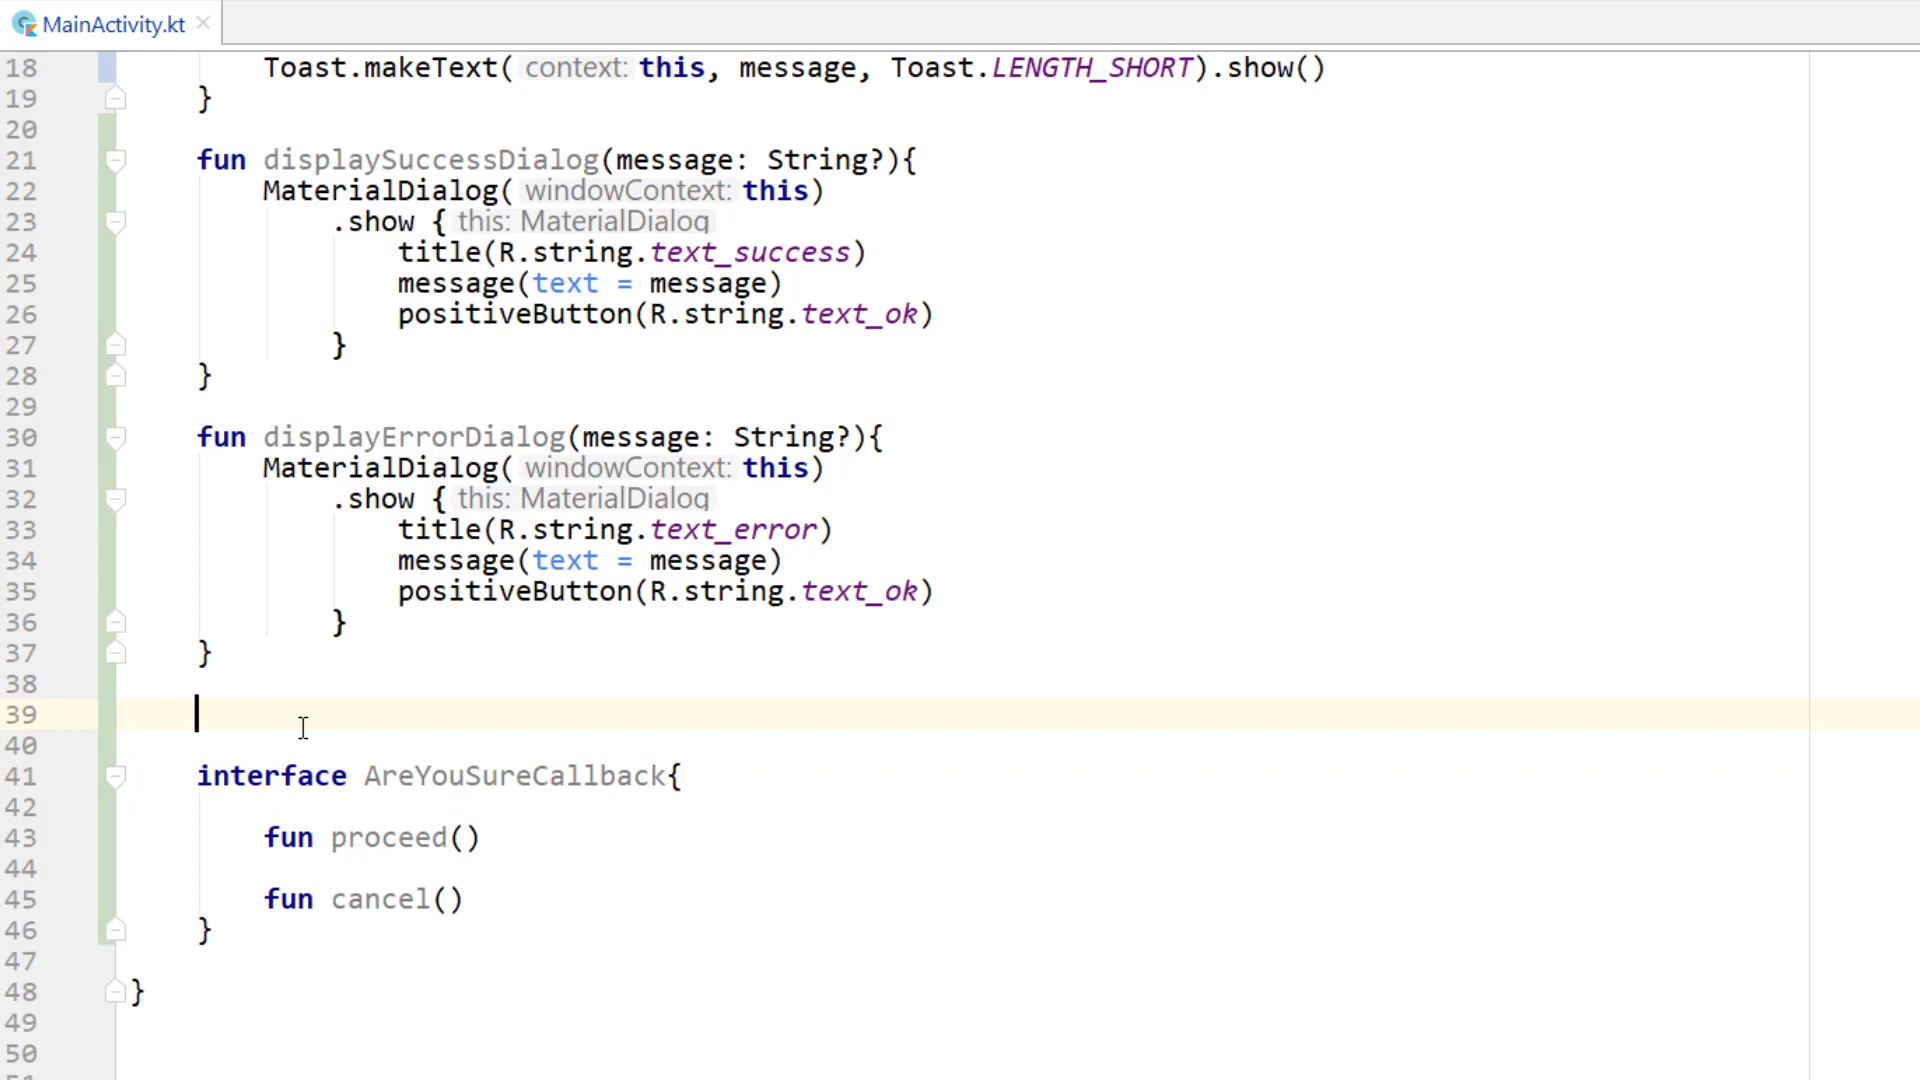 MainActivity.kt
18 Toast.makeText( context: this, message, Toast.LENGTH_SHORT).show()
19 }
20
21 fun displaySuccessDialog(message: String?){
22 MaterialDialog( windowContext: this)
23 .show { this: MaterialDialog
24 title(R.string.text_success)
25 message(text = message)
26 positiveButton(R.string.text_ok)
27 }
28 }
29
30 fun displayErrorDialog(message: String?){
31 MaterialDialog( windowContext: this)
32 .show { this: MaterialDialog
33 title(R.string.text_error)
34 message(text = message)
35 positiveButton(R.string.text_ok)
36 }
37 }
38
39
40
41 interface AreYouSureCallback{
42
43 fun proceed()
44
45 fun cancel()
46 }
47
48 }
49
50